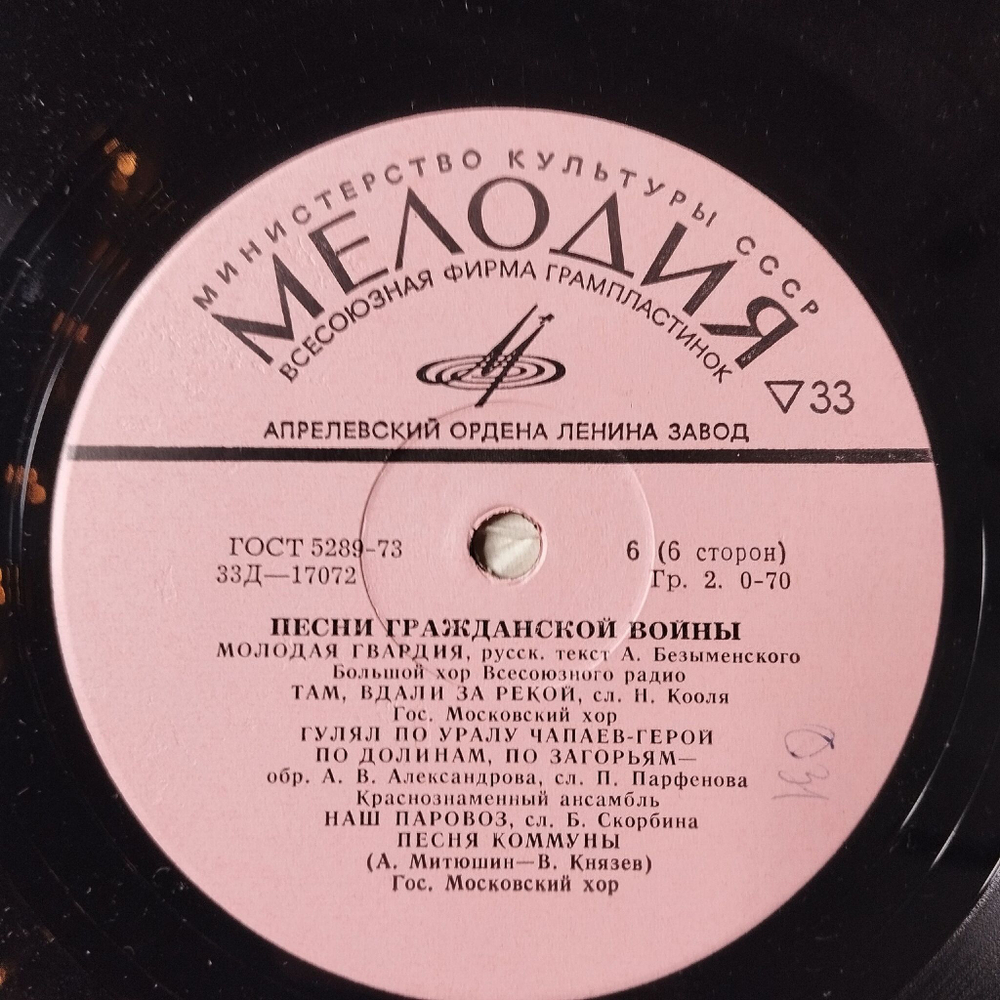 МИНИСТЕРСТВО КУЛЬТУРЫ СССР
МЕЛОДИЯ
ВСЕСОЮЗНАЯ ФИРМА ГРАМПЛАСТИНОК
▽33
АПРЕЛЕВСКИЙ ОРДЕНА ЛЕНИНА ЗАВОД
ГОСТ 5289-73
6 (6 сторон)
33Д—17072
Гр. 2. 0-70
ПЕСНИ ГРАЖДАНСКОЙ ВОЙНЫ
МОЛОДАЯ ГВАРДИЯ, русск. текст А. Безыменского
Большой хор Всесоюзного радио
ТАМ, ВДАЛИ ЗА РЕКОЙ, сл. Н. Кооля
Гос. Московский хор
ГУЛЯЛ ПО УРАЛУ ЧАПАЕВ-ГЕРОЙ
ПО ДОЛИНАМ, ПО ЗАГОРЬЯМ—
обр. А. В. Александрова, сл. П. Парфенова
Краснознаменный ансамбль
НАШ ПАРОВОЗ, сл. Б. Скорбина
ПЕСНЯ КОММУНЫ
(А. Митюшин—В. Князев)
Гос. Московский хор